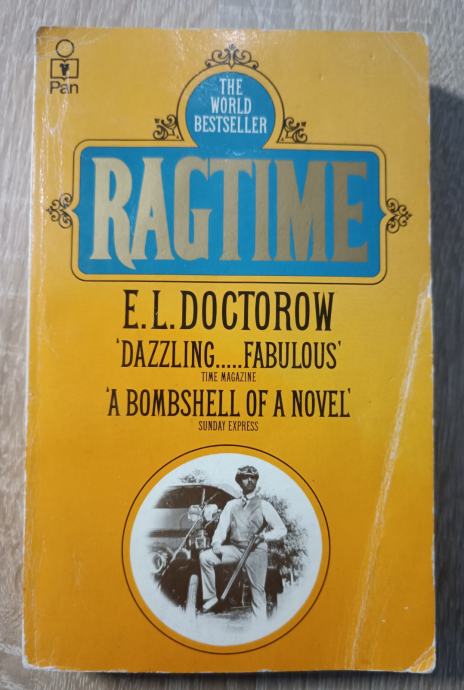 Pan
THE
WORLD
BESTSELLER
RAGTIME
E.L.DOCTOROW
'DAZZLING.....FABULOUS'
TIME MAGAZINE
'A BOMBSHELL OF A NOVEL'
SUNDAY EXPRESS